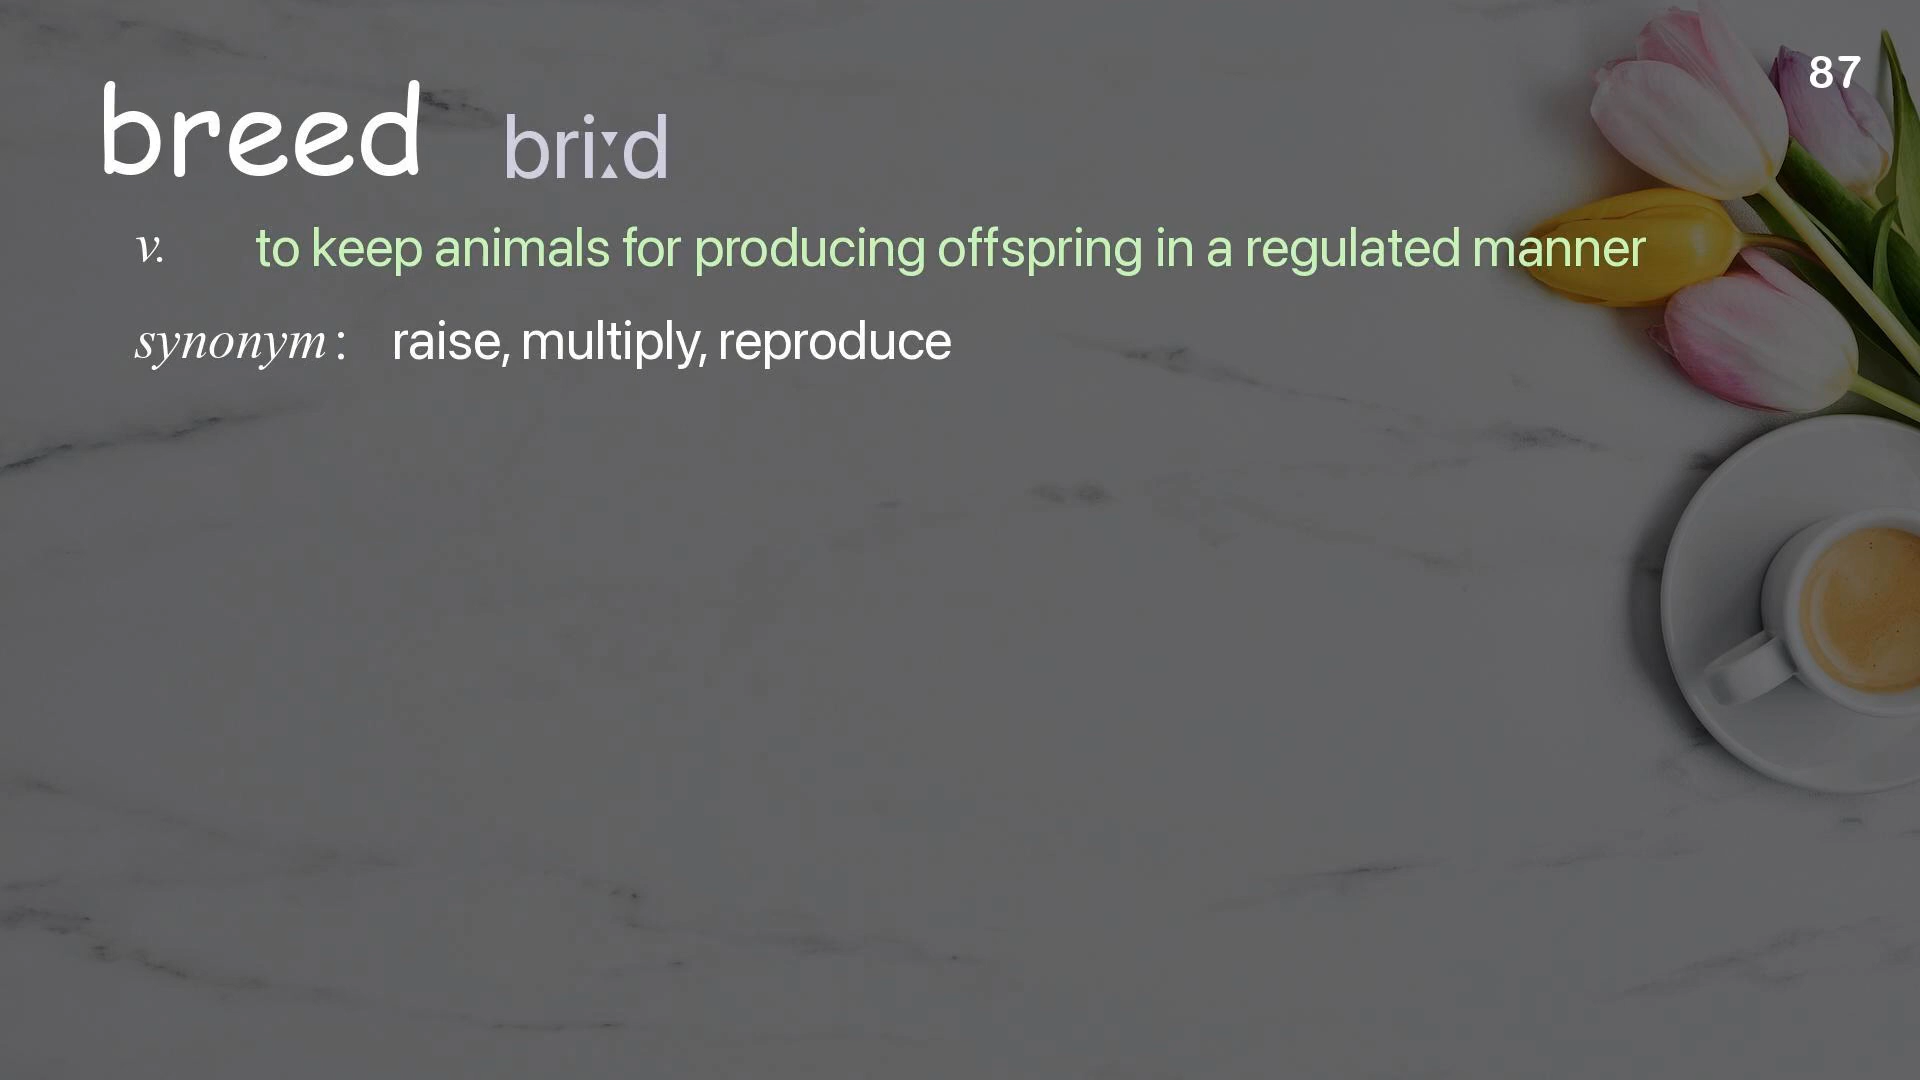 87
breed briːd
v. to keep animals for producing offspring in a regulated manner
synonym : raise, multiply, reproduce